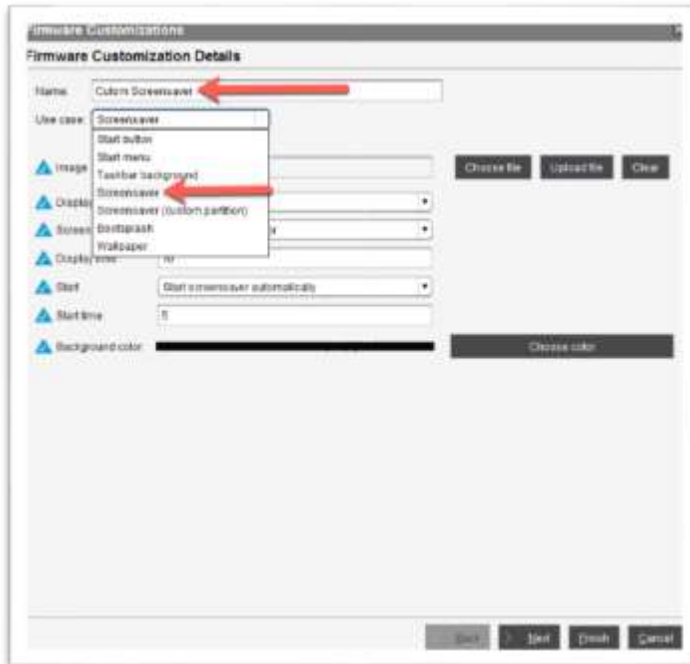 Firmware Customizations
Firmware Customization Details
Name Cutom Screensaver
Use case Screensaver
Start button
Start menu
Image Choose file Upload file Clear
Taskbar background
Screensaver
Screensaver (custom partition)
Bootsplash
Wallpaper
Start Start screensaver automatically
Start time 5
Background color Choose color
Back Next Finish Cancel